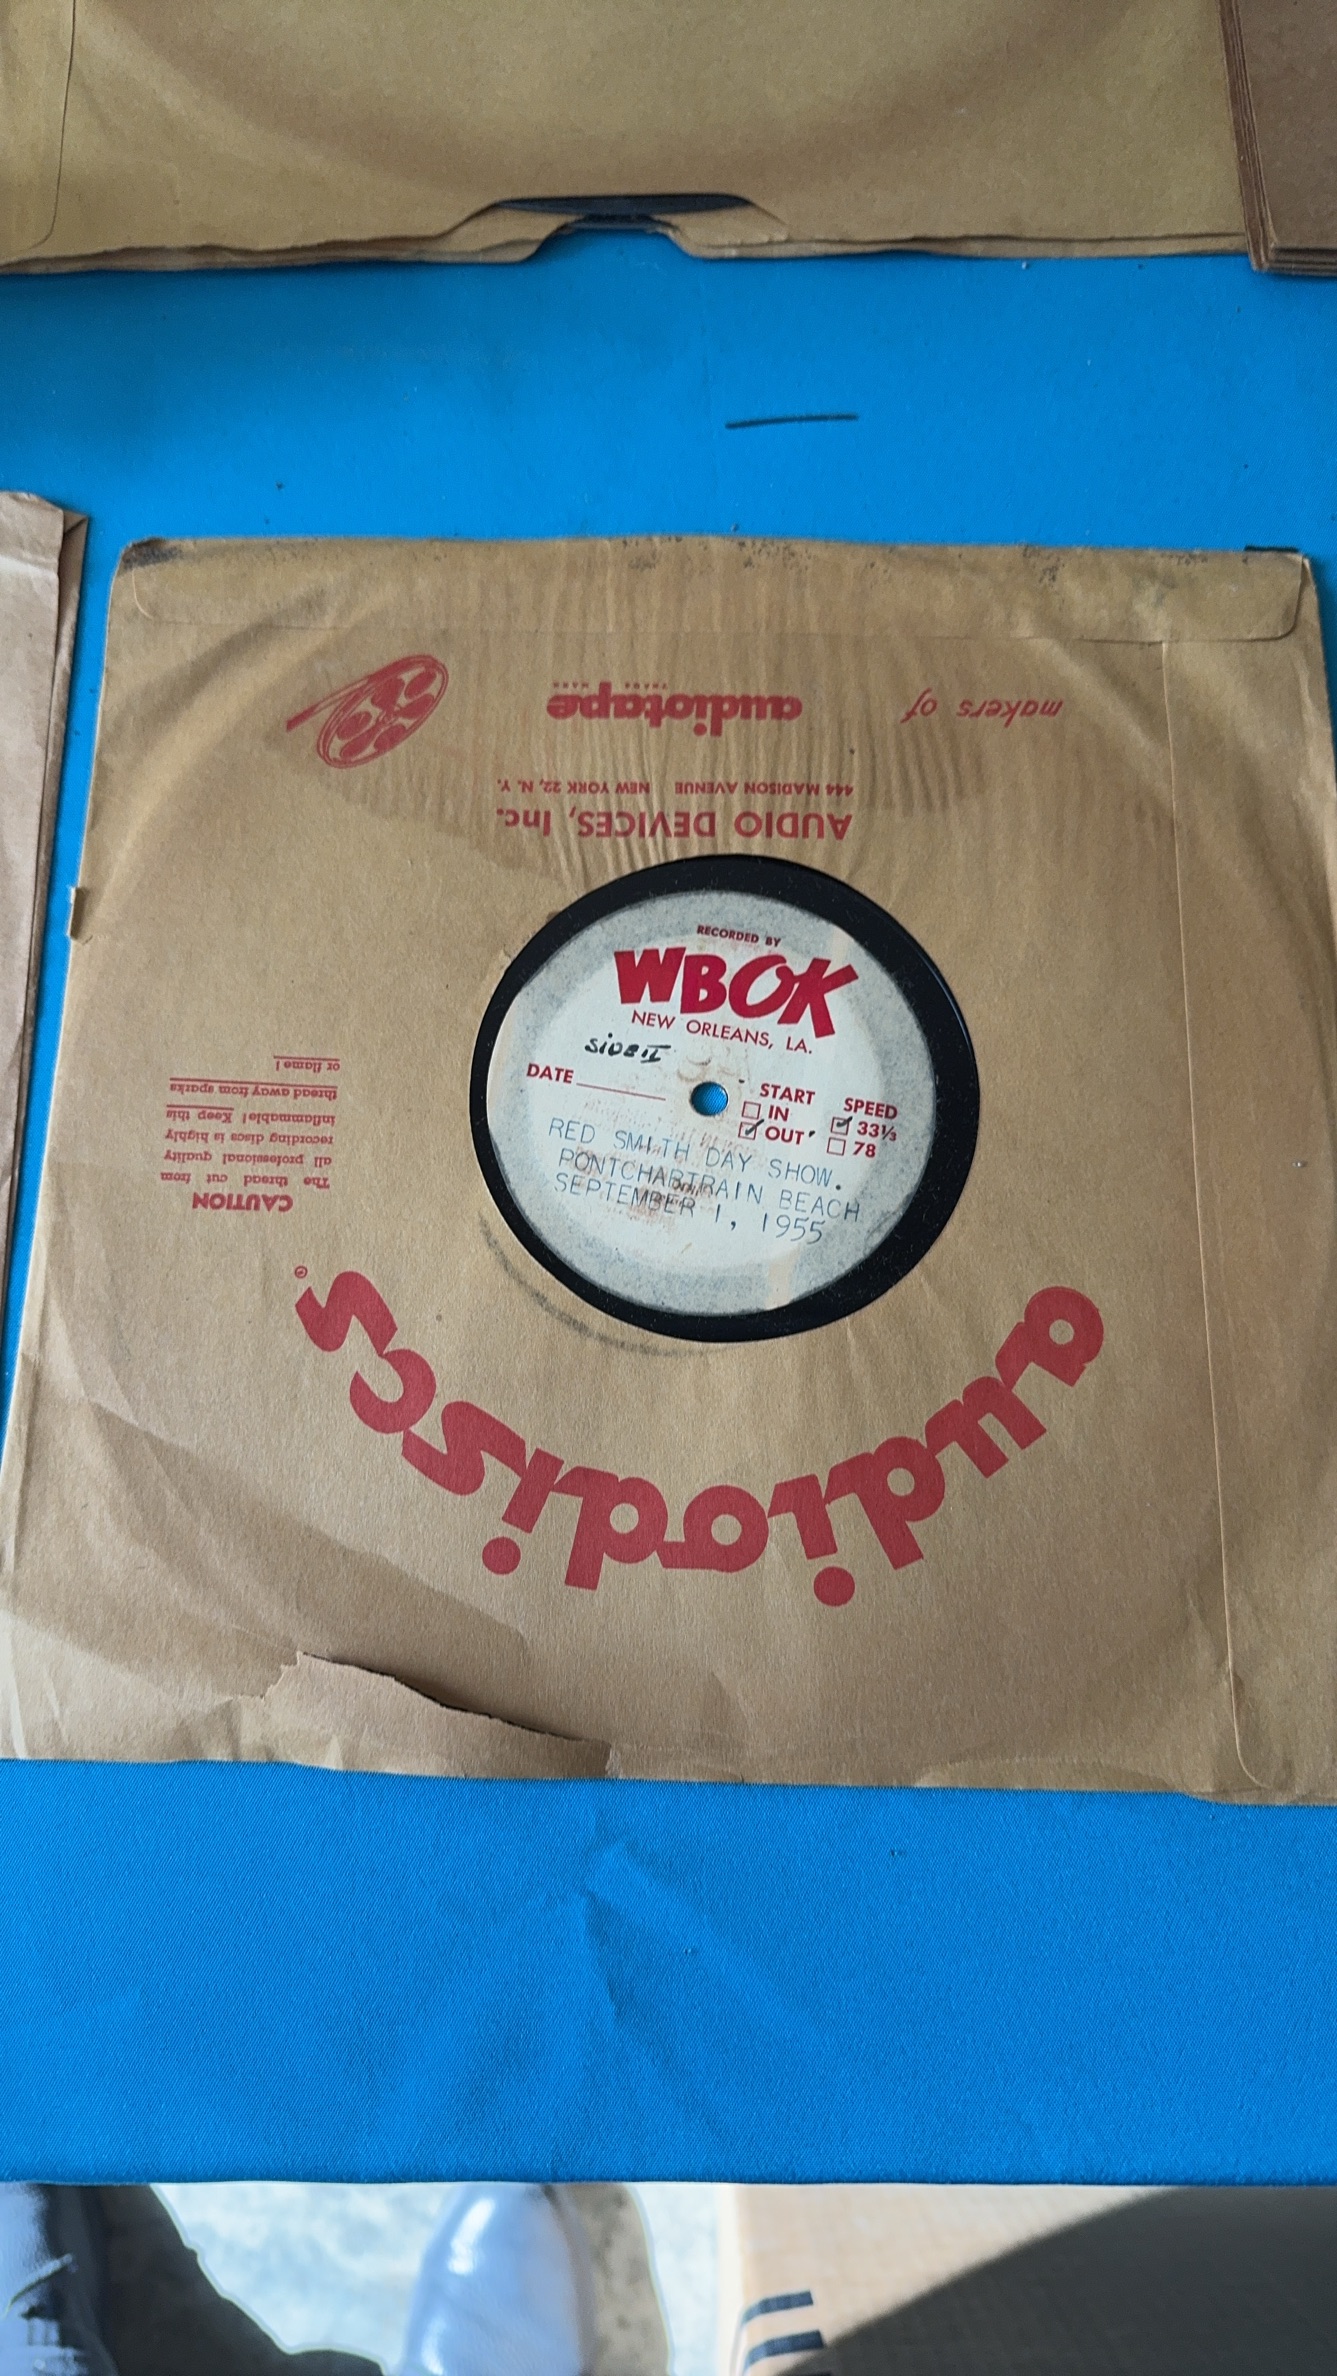 makers of audiotape
TRADE MARK
AUDIO DEVICES, Inc.
444 MADISON AVENUE NEW YORK 22, N. Y.
RECORDED BY
WBOK
NEW ORLEANS, LA.
SIDE II
DATE
START
IN
OUT
SPEED
33⅓
78
RED SMITH DAY SHOW.
PONTCHARTRAIN BEACH
SEPTEMBER 1, 1955
CAUTION
The thread cut from
all professional quality
recording discs is highly
inflammable! Keep this
thread away from sparks
or flame!
audiodiscs®